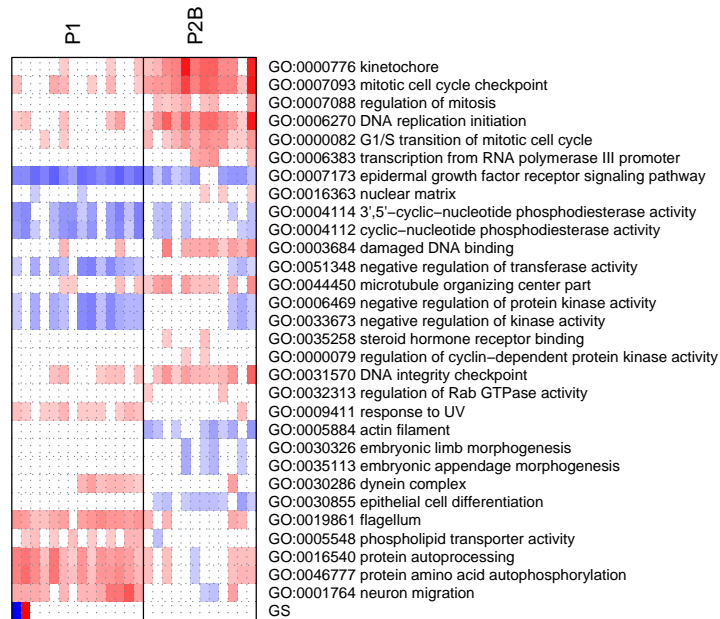 P1
P2B
GO:0000776 kinetochore
GO:0007093 mitotic cell cycle checkpoint
GO:0007088 regulation of mitosis
GO:0006270 DNA replication initiation
GO:0000082 G1/S transition of mitotic cell cycle
GO:0006383 transcription from RNA polymerase III promoter
GO:0007173 epidermal growth factor receptor signaling pathway
GO:0016363 nuclear matrix
GO:0004114 3',5'−cyclic−nucleotide phosphodiesterase activity
GO:0004112 cyclic−nucleotide phosphodiesterase activity
GO:0003684 damaged DNA binding
GO:0051348 negative regulation of transferase activity
GO:0044450 microtubule organizing center part
GO:0006469 negative regulation of protein kinase activity
GO:0033673 negative regulation of kinase activity
GO:0035258 steroid hormone receptor binding
GO:0000079 regulation of cyclin−dependent protein kinase activity
GO:0031570 DNA integrity checkpoint
GO:0032313 regulation of Rab GTPase activity
GO:0009411 response to UV
GO:0005884 actin filament
GO:0030326 embryonic limb morphogenesis
GO:0035113 embryonic appendage morphogenesis
GO:0030286 dynein complex
GO:0030855 epithelial cell differentiation
GO:0019861 flagellum
GO:0005548 phospholipid transporter activity
GO:0016540 protein autoprocessing
GO:0046777 protein amino acid autophosphorylation
GO:0001764 neuron migration
GS